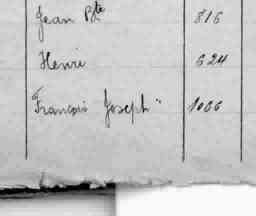 Jean Bte 816
Henri 624
François Joseph " 1066